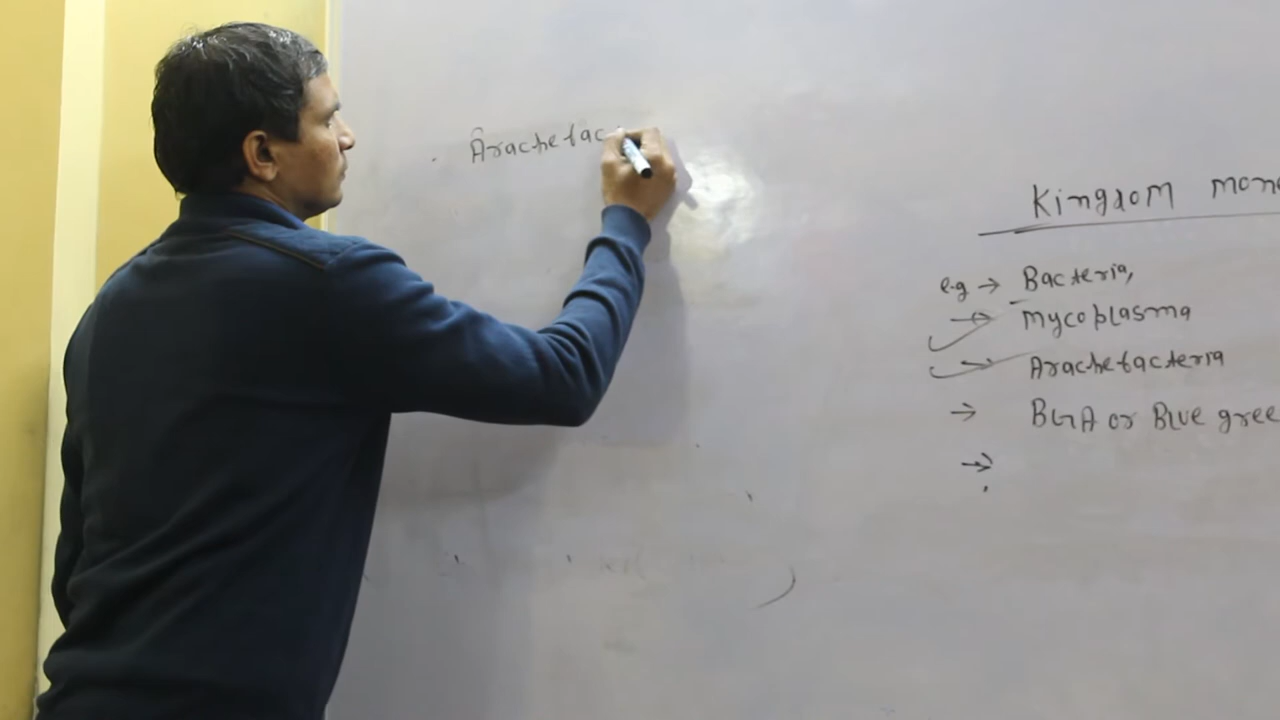 Arachebac
Kingdom mone
e.g → Bacteria,
→ mycoplasma
→ Arachebacteria
→ BGA or Blue gree
→